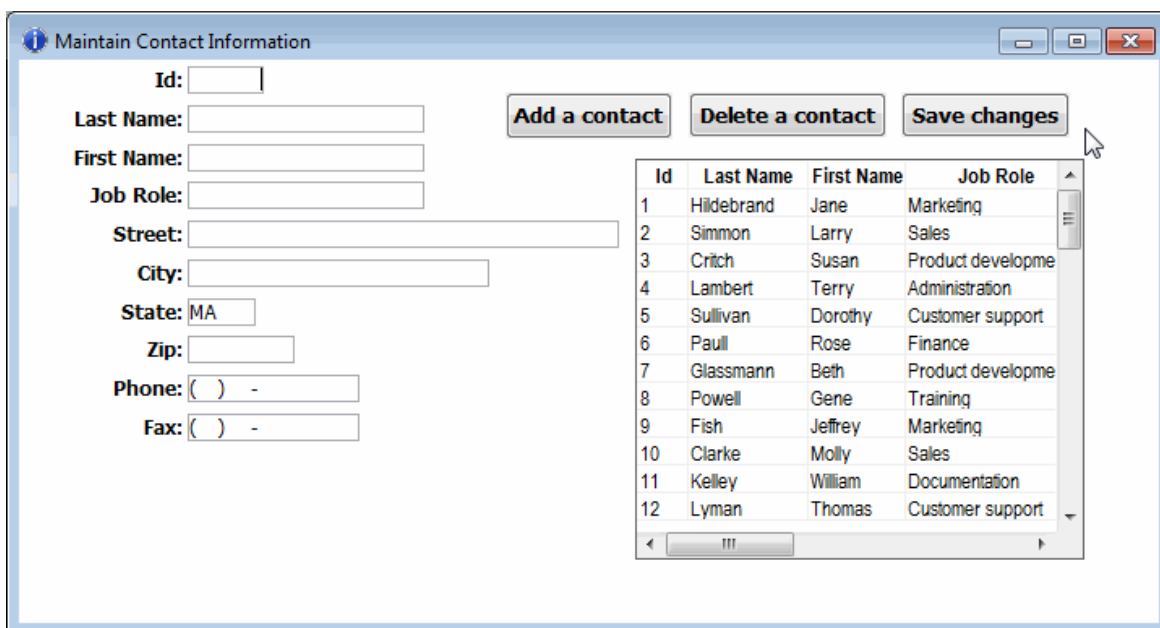 Maintain Contact Information
Id:
Last Name:
First Name:
Job Role:
Street:
City:
State: MA
Zip:
Phone: (  )  -
Fax: (  )  -
Add a contact Delete a contact Save changes
Id Last Name First Name Job Role
1 Hildebrand Jane Marketing
2 Simmon Larry Sales
3 Critch Susan Product developme
4 Lambert Terry Administration
5 Sullivan Dorothy Customer support
6 Paull Rose Finance
7 Glassmann Beth Product developme
8 Powell Gene Training
9 Fish Jeffrey Marketing
10 Clarke Molly Sales
11 Kelley William Documentation
12 Lyman Thomas Customer support